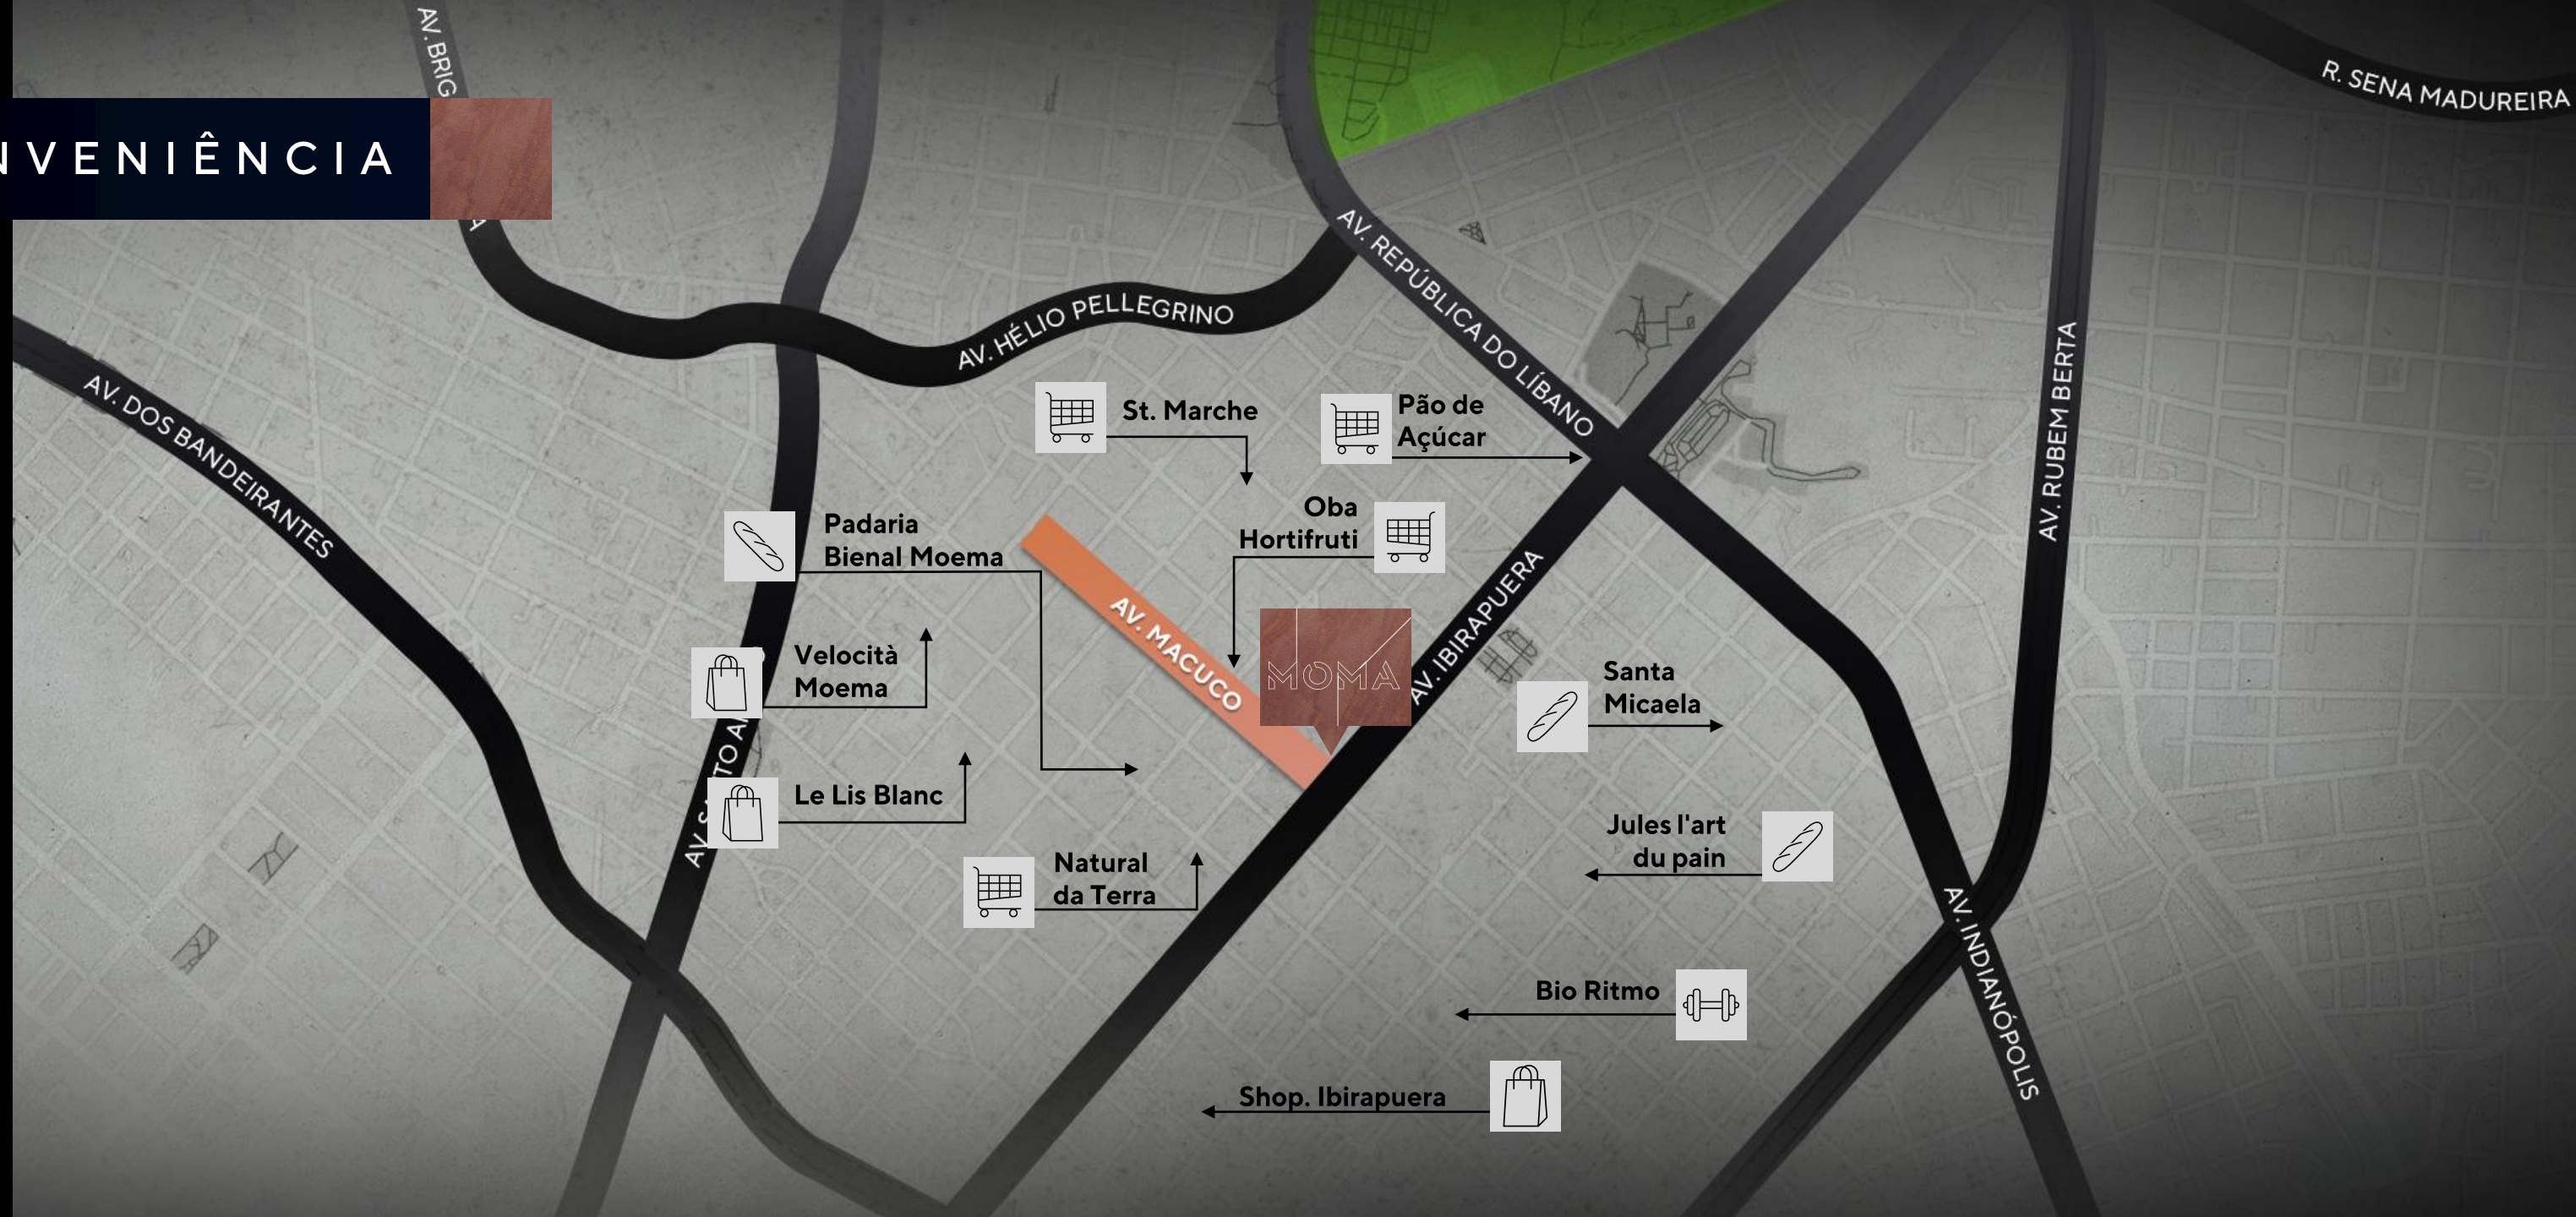 AV. BRIG
NVENIÊNCIA
A
R. SENA MADUREIRA
AV. REPÚBLICA DO LÍBANO
AV. HÉLIO PELLEGRINO
AV. DOS BANDEIRANTES
AV. RUBEM BERTA
St. Marche
Pão de
Açúcar
Oba
Hortifruti
Padaria
Bienal Moema
AV. MACUCO
AV. IBIRAPUERA
MOMA
Velocità
Moema
Santa
Micaela
AV. S TO A
Le Lis Blanc
Jules l'art
du pain
Natural
da Terra
AV. INDIANÓPOLIS
Bio Ritmo
Shop. Ibirapuera